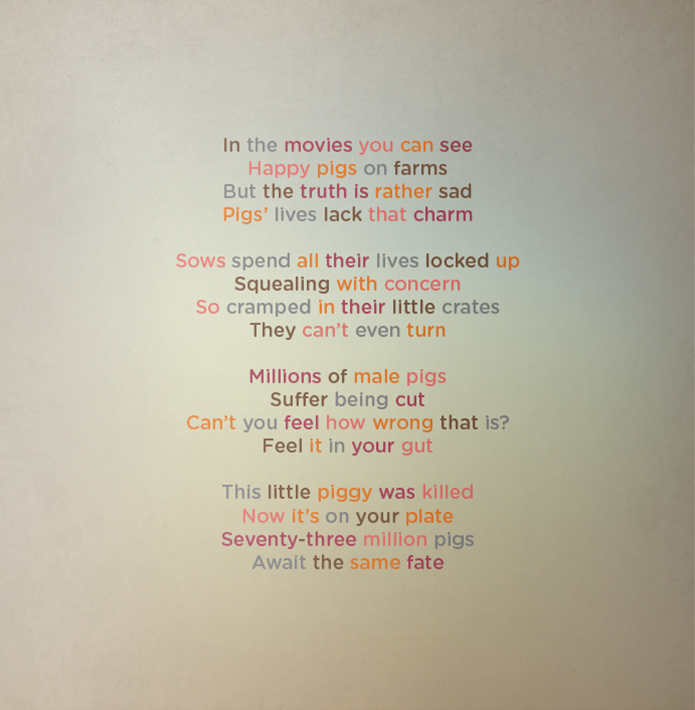 In the movies you can see
Happy pigs on farms
But the truth is rather sad
Pigs’ lives lack that charm
Sows spend all their lives locked up
Squealing with concern
So cramped in their little crates
They can’t even turn
Millions of male pigs
Suffer being cut
Can’t you feel how wrong that is?
Feel it in your gut
This little piggy was killed
Now it’s on your plate
Seventy-three million pigs
Await the same fate